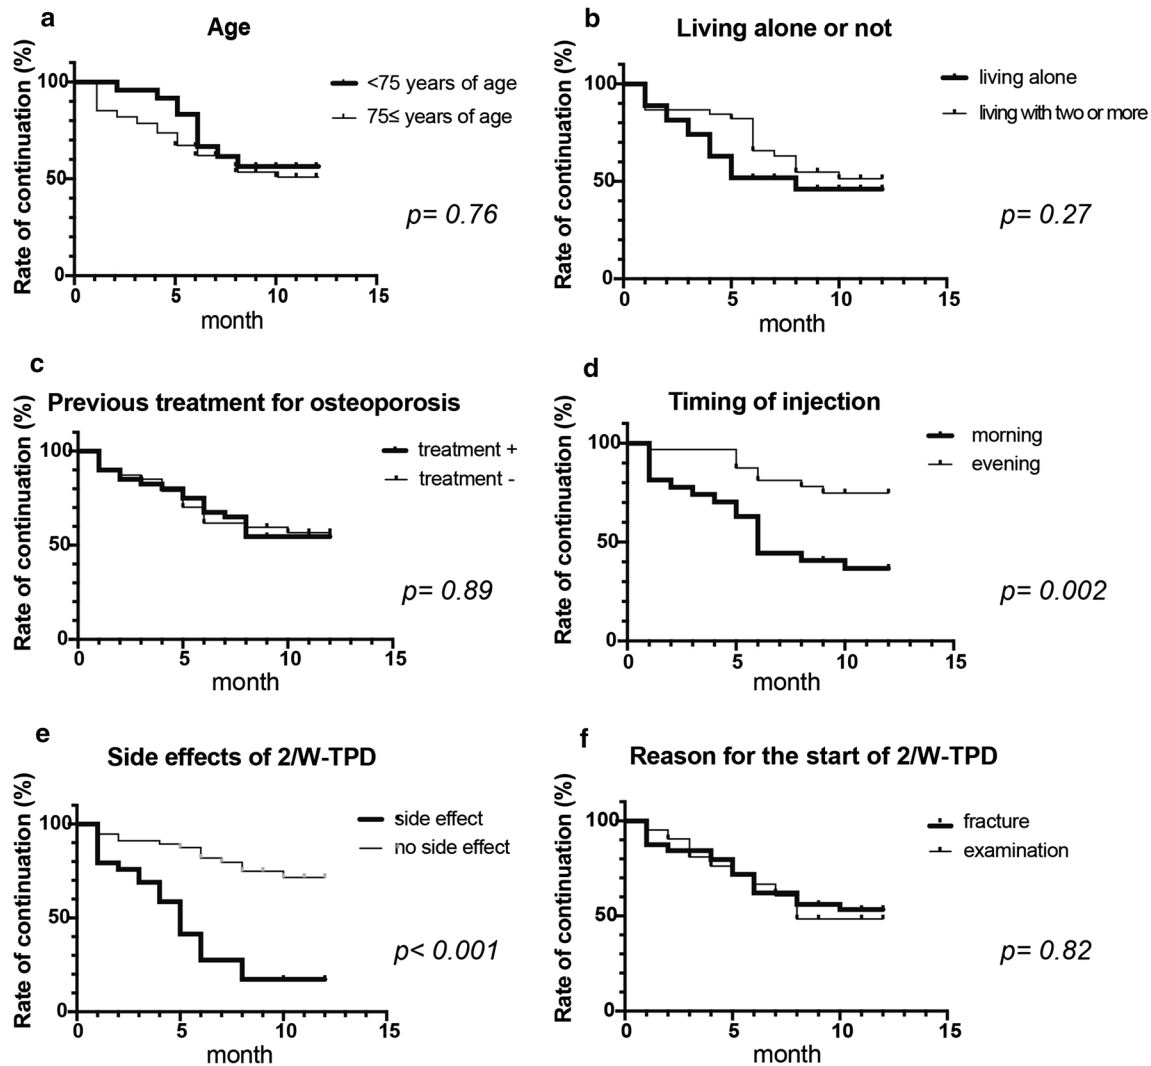 a
Age
Rate of continuation (%)
100
50
0
0 5 10 15
month
<75 years of age
75≤ years of age
p= 0.76
b
Living alone or not
Rate of continuation (%)
100
50
0
0 5 10 15
month
living alone
living with two or more
p= 0.27
c
Previous treatment for osteoporosis
Rate of continuation (%)
100
50
0
0 5 10 15
month
treatment +
treatment -
p= 0.89
d
Timing of injection
Rate of continuation (%)
100
50
0
0 5 10 15
month
morning
evening
p= 0.002
e
Side effects of 2/W-TPD
Rate of continuation (%)
100
50
0
0 5 10 15
month
side effect
no side effect
p< 0.001
f
Reason for the start of 2/W-TPD
Rate of continuation (%)
100
50
0
0 5 10 15
month
fracture
examination
p= 0.82